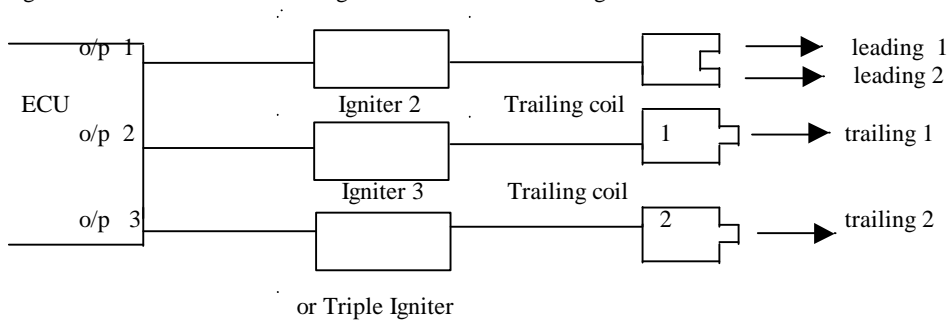 o/p 1
leading 1
leading 2
ECU
Igniter 2
Trailing coil
o/p 2
1
trailing 1
Igniter 3
Trailing coil
o/p 3
2
trailing 2
or Triple Igniter